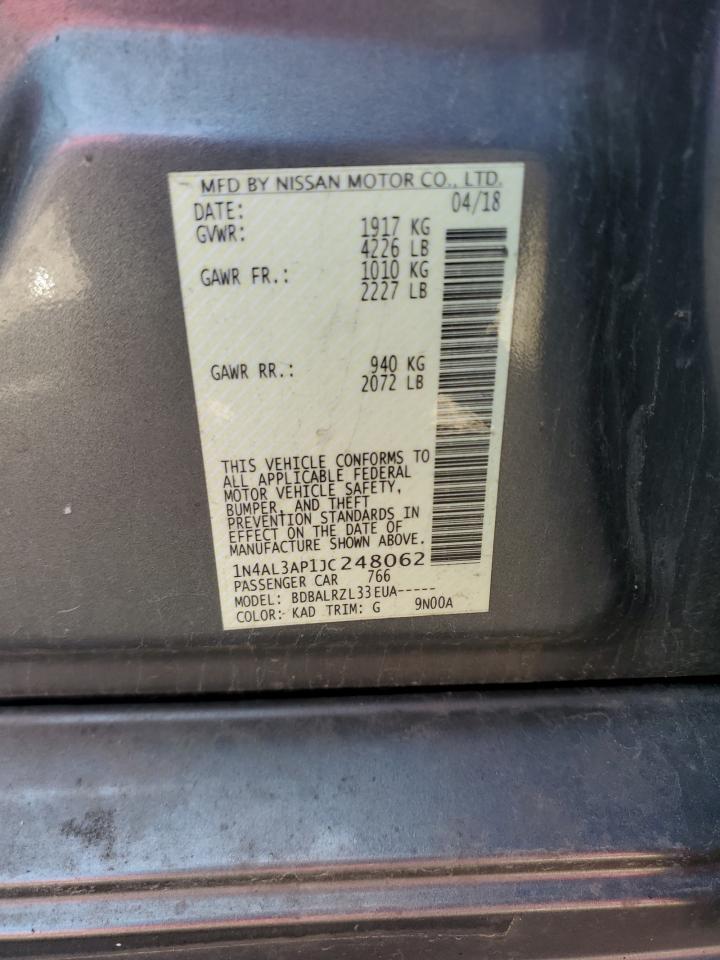 MFD BY NISSAN MOTOR CO., LTD.
DATE: 04/18
GVWR: 1917 KG
4226 LB
GAWR FR.: 1010 KG
2227 LB
GAWR RR.: 940 KG
2072 LB
THIS VEHICLE CONFORMS TO
ALL APPLICABLE FEDERAL
MOTOR VEHICLE SAFETY,
BUMPER, AND THEFT
PREVENTION STANDARDS IN
EFFECT ON THE DATE OF
MANUFACTURE SHOWN ABOVE.
1N4AL3AP1JC248062
PASSENGER CAR 766
MODEL: BDBALRZL33EUA-----
COLOR: KAD TRIM: G 9N00A